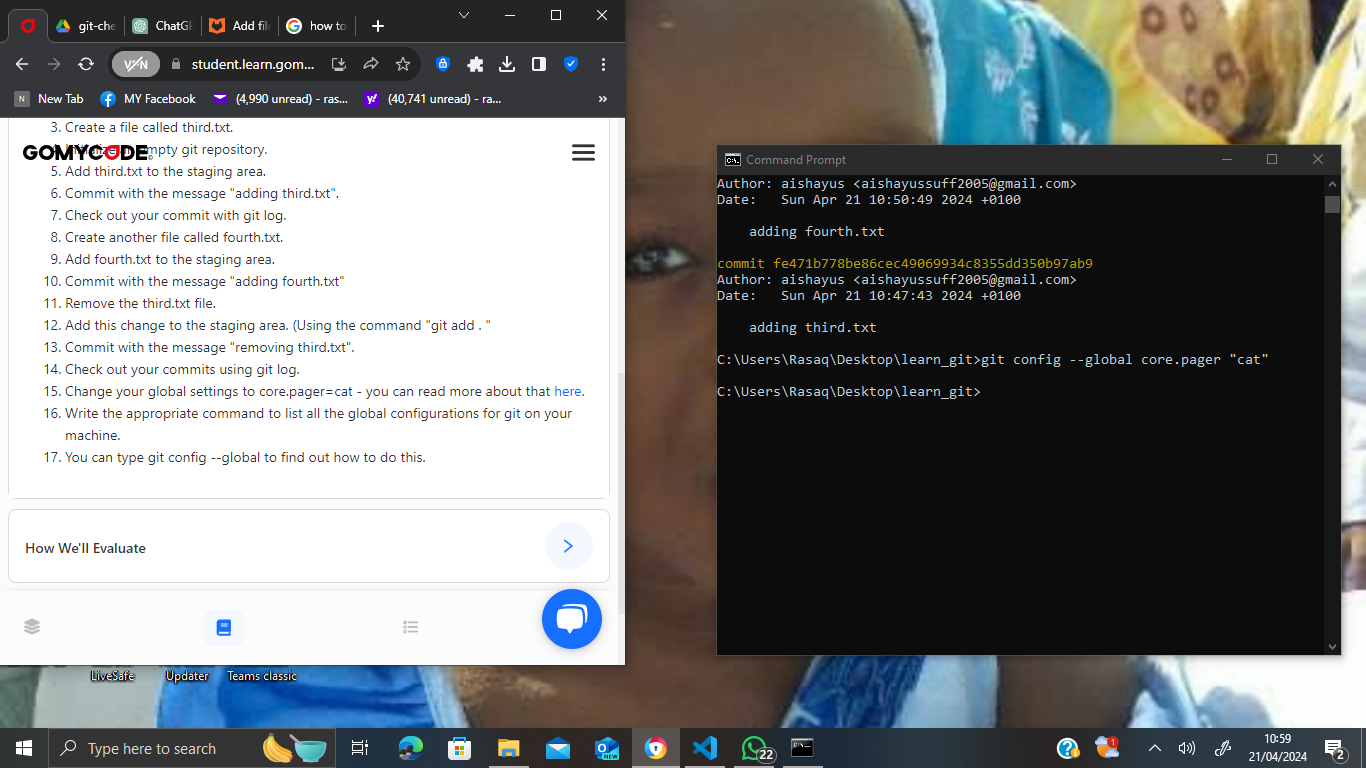 git-che
ChatGP
Add file
how to
VPN
student.learn.gom...
N New Tab
MY Facebook
(4,990 unread) - ras...
(40,741 unread) - ra...
»
3. Create a file called third.txt.
GOMYCODE
empty git repository.
5. Add third.txt to the staging area.
6. Commit with the message "adding third.txt".
7. Check out your commit with git log.
8. Create another file called fourth.txt.
9. Add fourth.txt to the staging area.
10. Commit with the message "adding fourth.txt"
11. Remove the third.txt file.
12. Add this change to the staging area. (Using the command "git add . "
13. Commit with the message "removing third.txt".
14. Check out your commits using git log.
15. Change your global settings to core.pager=cat - you can read more about that here.
16. Write the appropriate command to list all the global configurations for git on your
machine.
17. You can type git config --global to find out how to do this.
How We'll Evaluate
LiveSafe
Updater
Teams classic
Command Prompt
Author: aishayus <aishayussuff2005@gmail.com>
Date:   Sun Apr 21 10:50:49 2024 +0100
adding fourth.txt
commit fe471b778be86cec49069934c8355dd350b97ab9
Author: aishayus <aishayussuff2005@gmail.com>
Date:   Sun Apr 21 10:47:43 2024 +0100
adding third.txt
C:\Users\Rasaq\Desktop\learn_git>git config --global core.pager "cat"
C:\Users\Rasaq\Desktop\learn_git>
Type here to search
NEW
22
1
10:59
21/04/2024
2